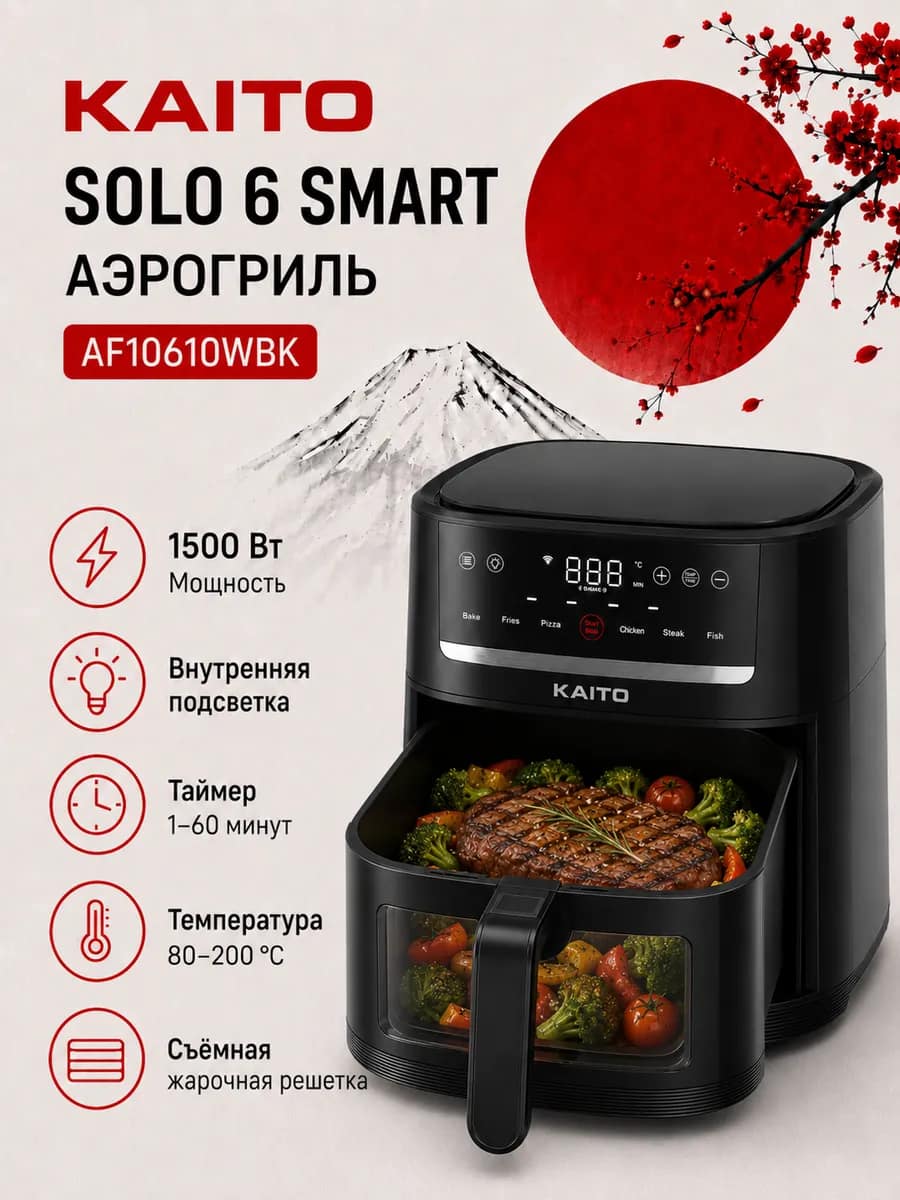 KAITO
SOLO 6 SMART
АЭРОГРИЛЬ
AF10610WBK
1500 Вт
Мощность
Внутренняя
подсветка
Таймер
1–60 минут
Температура
80–200 °C
Съёмная
жарочная решетка
888
°C
MIN
Bake
Fries
Pizza
Chicken
Steak
Fish
KAITO